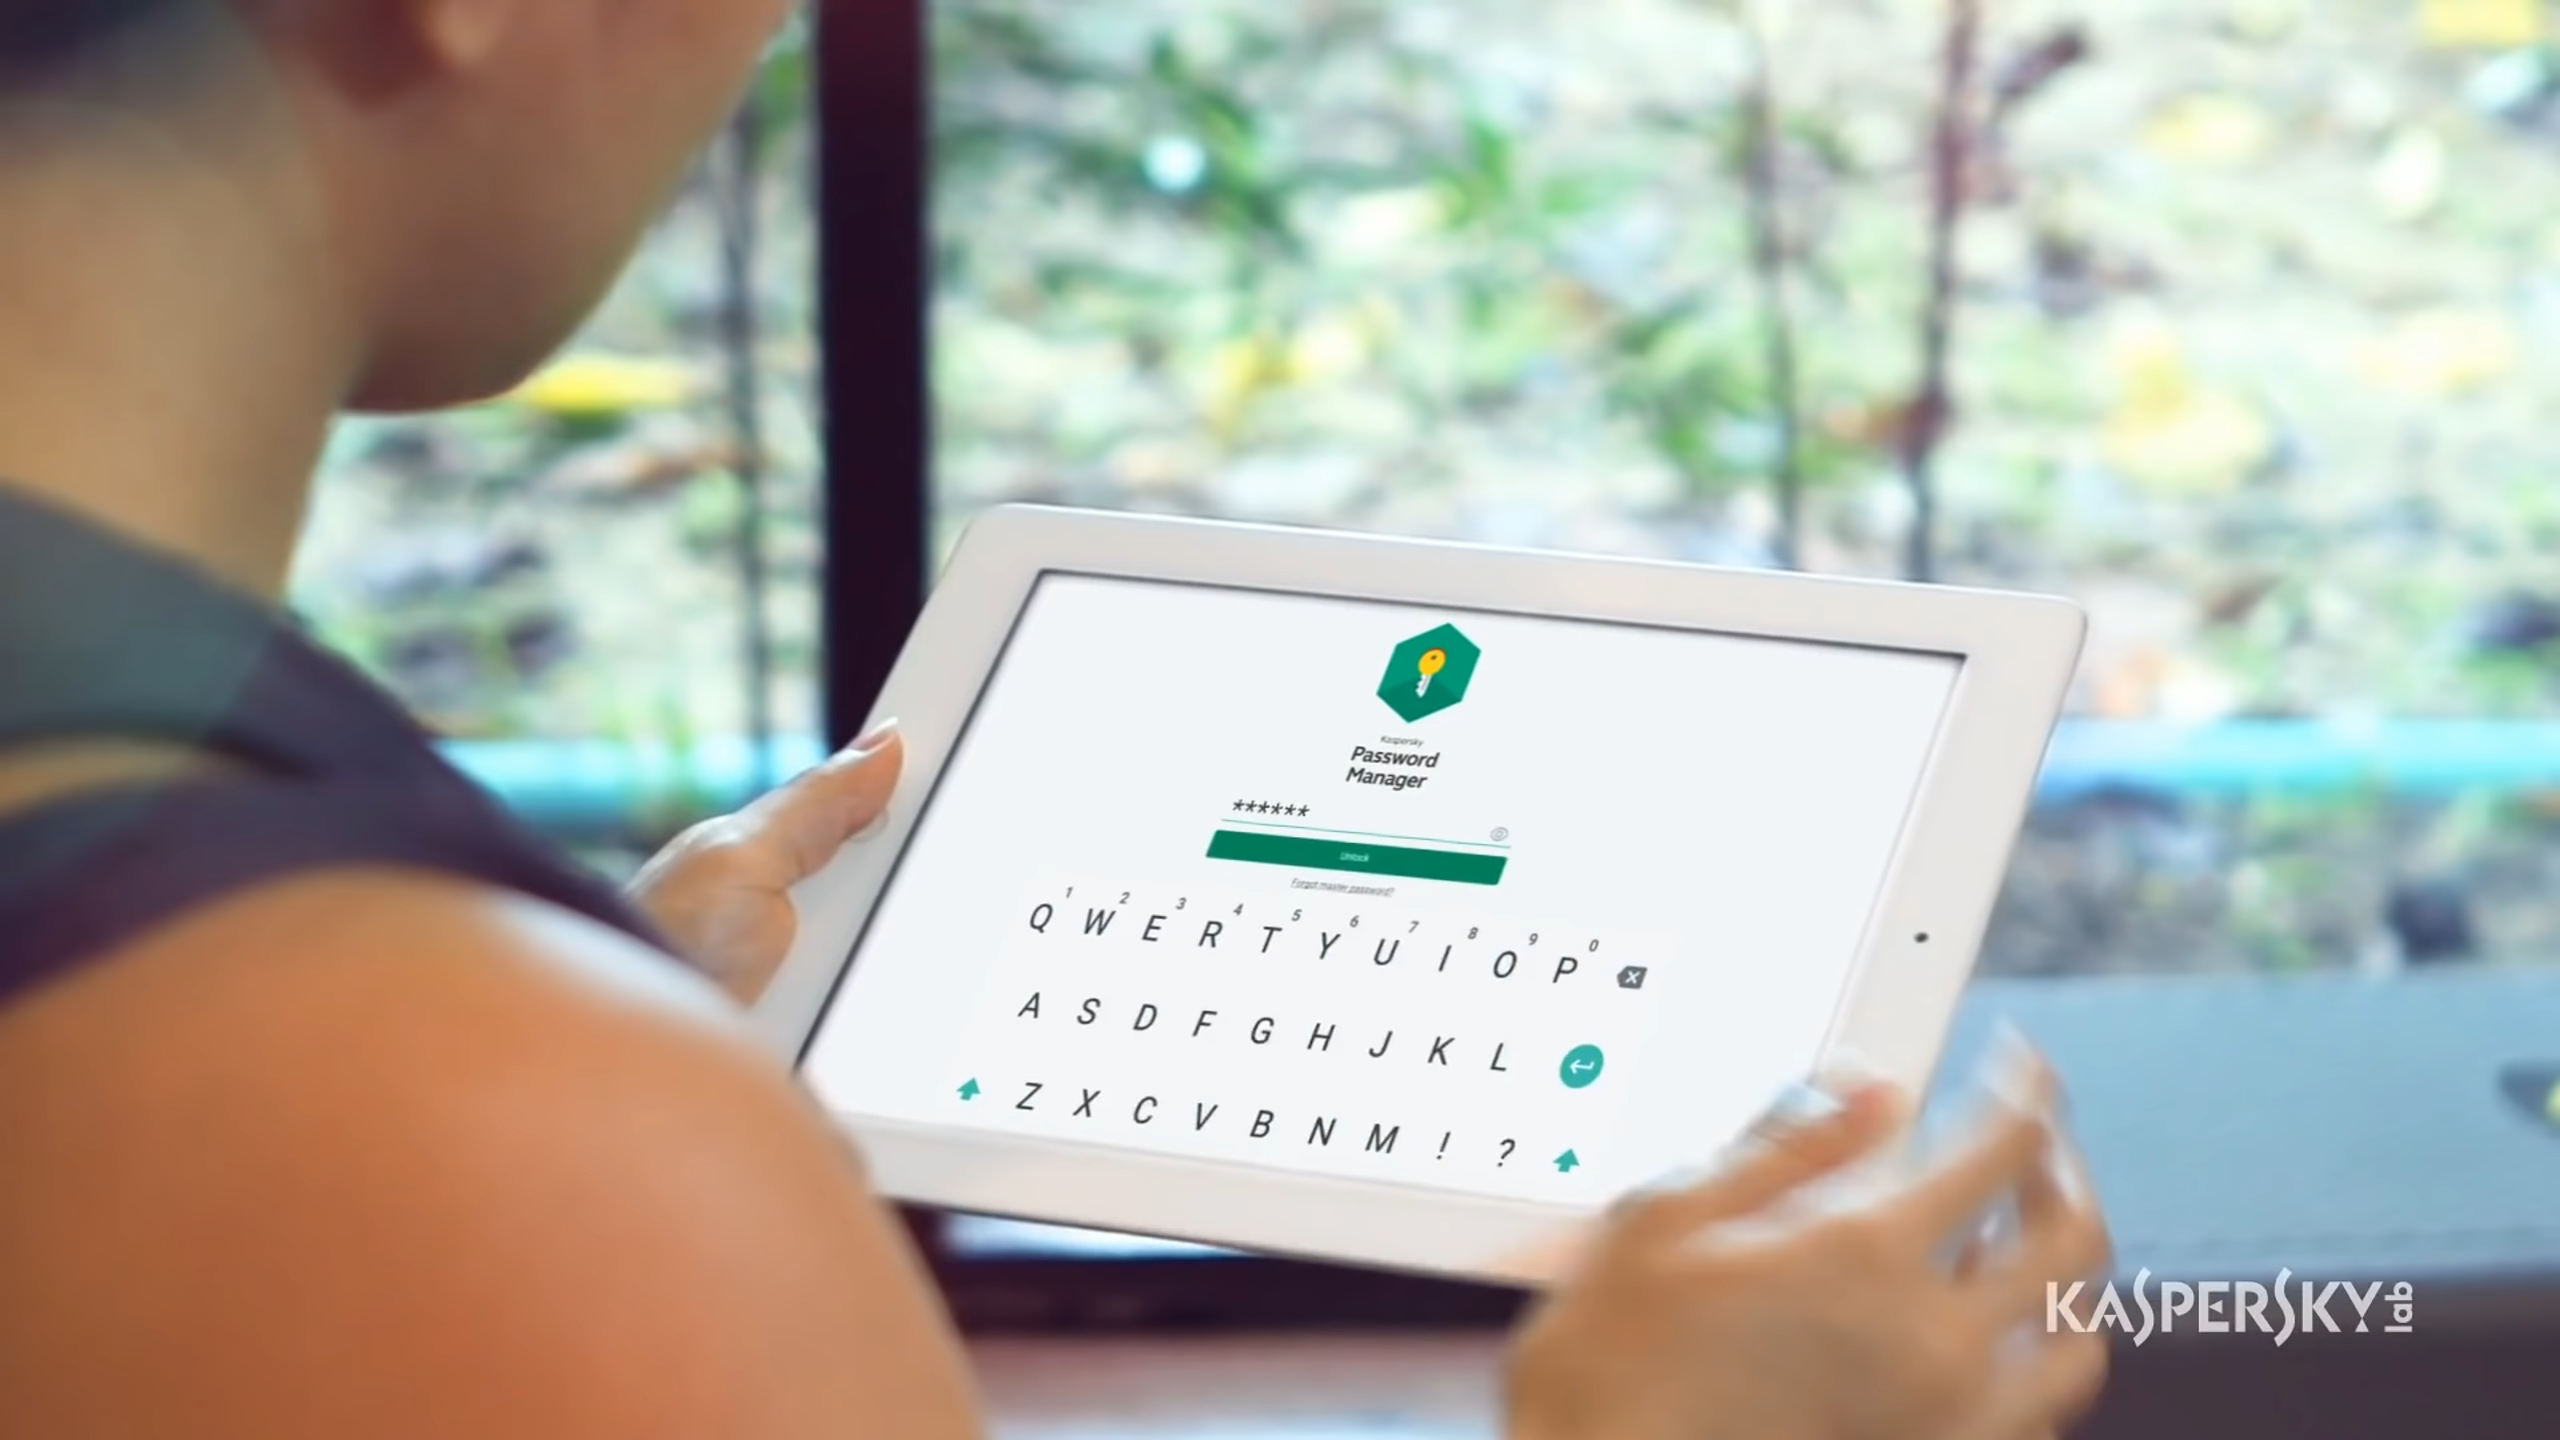 Kaspersky
Password
Manager
******
Unlock
Forgot master password?
1 2 3 4 5 6 7 8 9 0
Q W E R T Y U I O P
A S D F G H J K L
Z X C V B N M ! ?
KASPERSKY lab